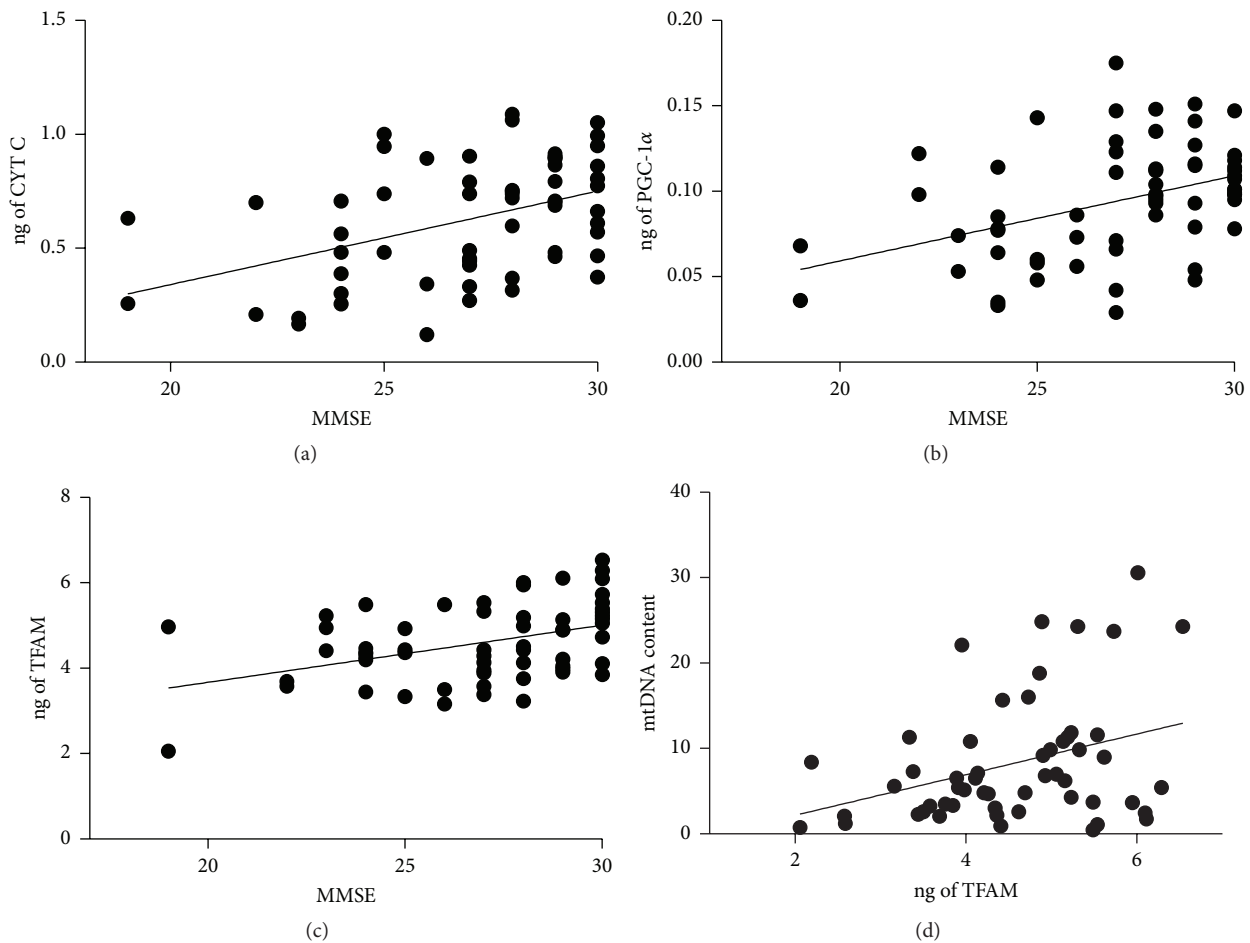 1.5
1.0
0.5
0.0
ng of CYT C
20 25 30
MMSE
(a)
0.20
0.15
0.10
0.05
0.00
ng of PGC-1α
20 25 30
MMSE
(b)
8
6
4
2
0
ng of TFAM
20 25 30
MMSE
(c)
40
30
20
10
0
mtDNA content
2 4 6
ng of TFAM
(d)